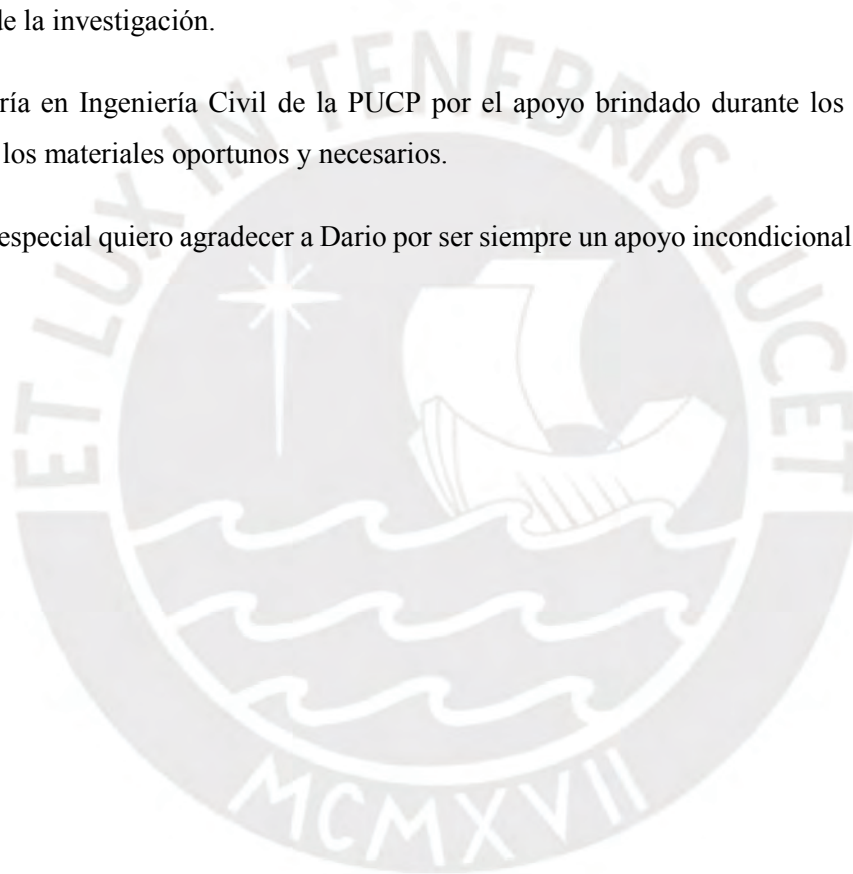 de la investigación.
ría en Ingeniería Civil de la PUCP por el apoyo brindado durante los
los materiales oportunos y necesarios.
especial quiero agradecer a Dario por ser siempre un apoyo incondicional
ET LUX IN TENEBRIS LUCET
MCMXVII